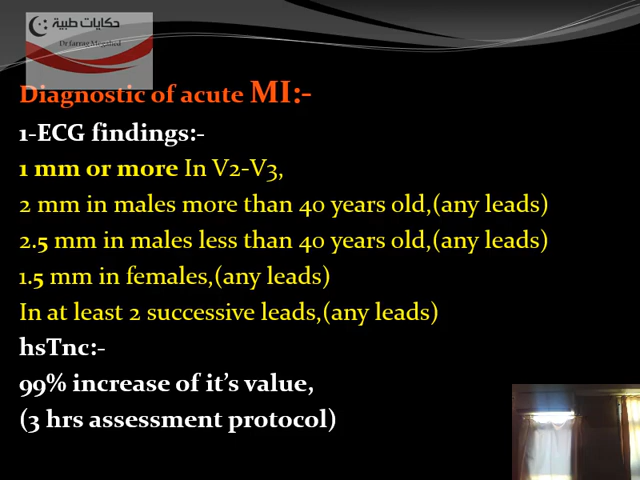 حكايات طبية
Dr farrag Megahed
Diagnostic of acute MI:-
1-ECG findings:-
1 mm or more In V2-V3,
2 mm in males more than 40 years old,(any leads)
2.5 mm in males less than 40 years old,(any leads)
1.5 mm in females,(any leads)
In at least 2 successive leads,(any leads)
hsTnc:-
99% increase of it's value,
(3 hrs assessment protocol)